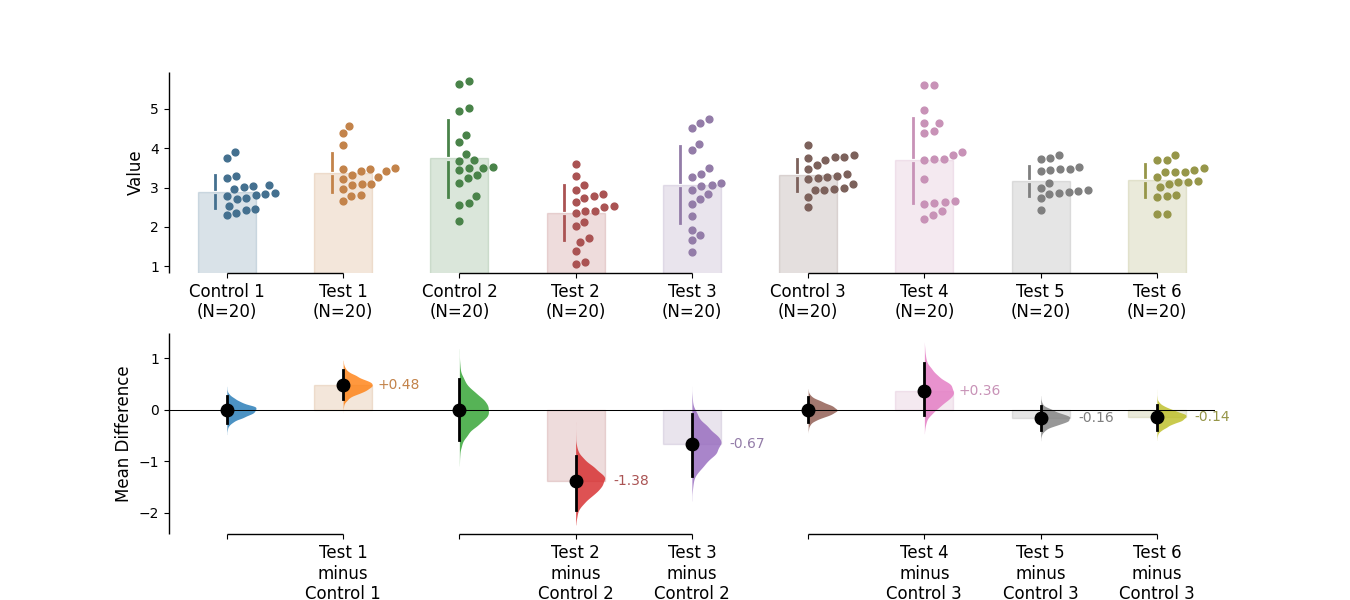 Value
5
4
3
2
1
Control 1
(N=20)
Test 1
(N=20)
Control 2
(N=20)
Test 2
(N=20)
Test 3
(N=20)
Control 3
(N=20)
Test 4
(N=20)
Test 5
(N=20)
Test 6
(N=20)
Mean Difference
1
0
−1
−2
+0.48
-1.38
-0.67
+0.36
-0.16
-0.14
Test 1
minus
Control 1
Test 2
minus
Control 2
Test 3
minus
Control 2
Test 4
minus
Control 3
Test 5
minus
Control 3
Test 6
minus
Control 3